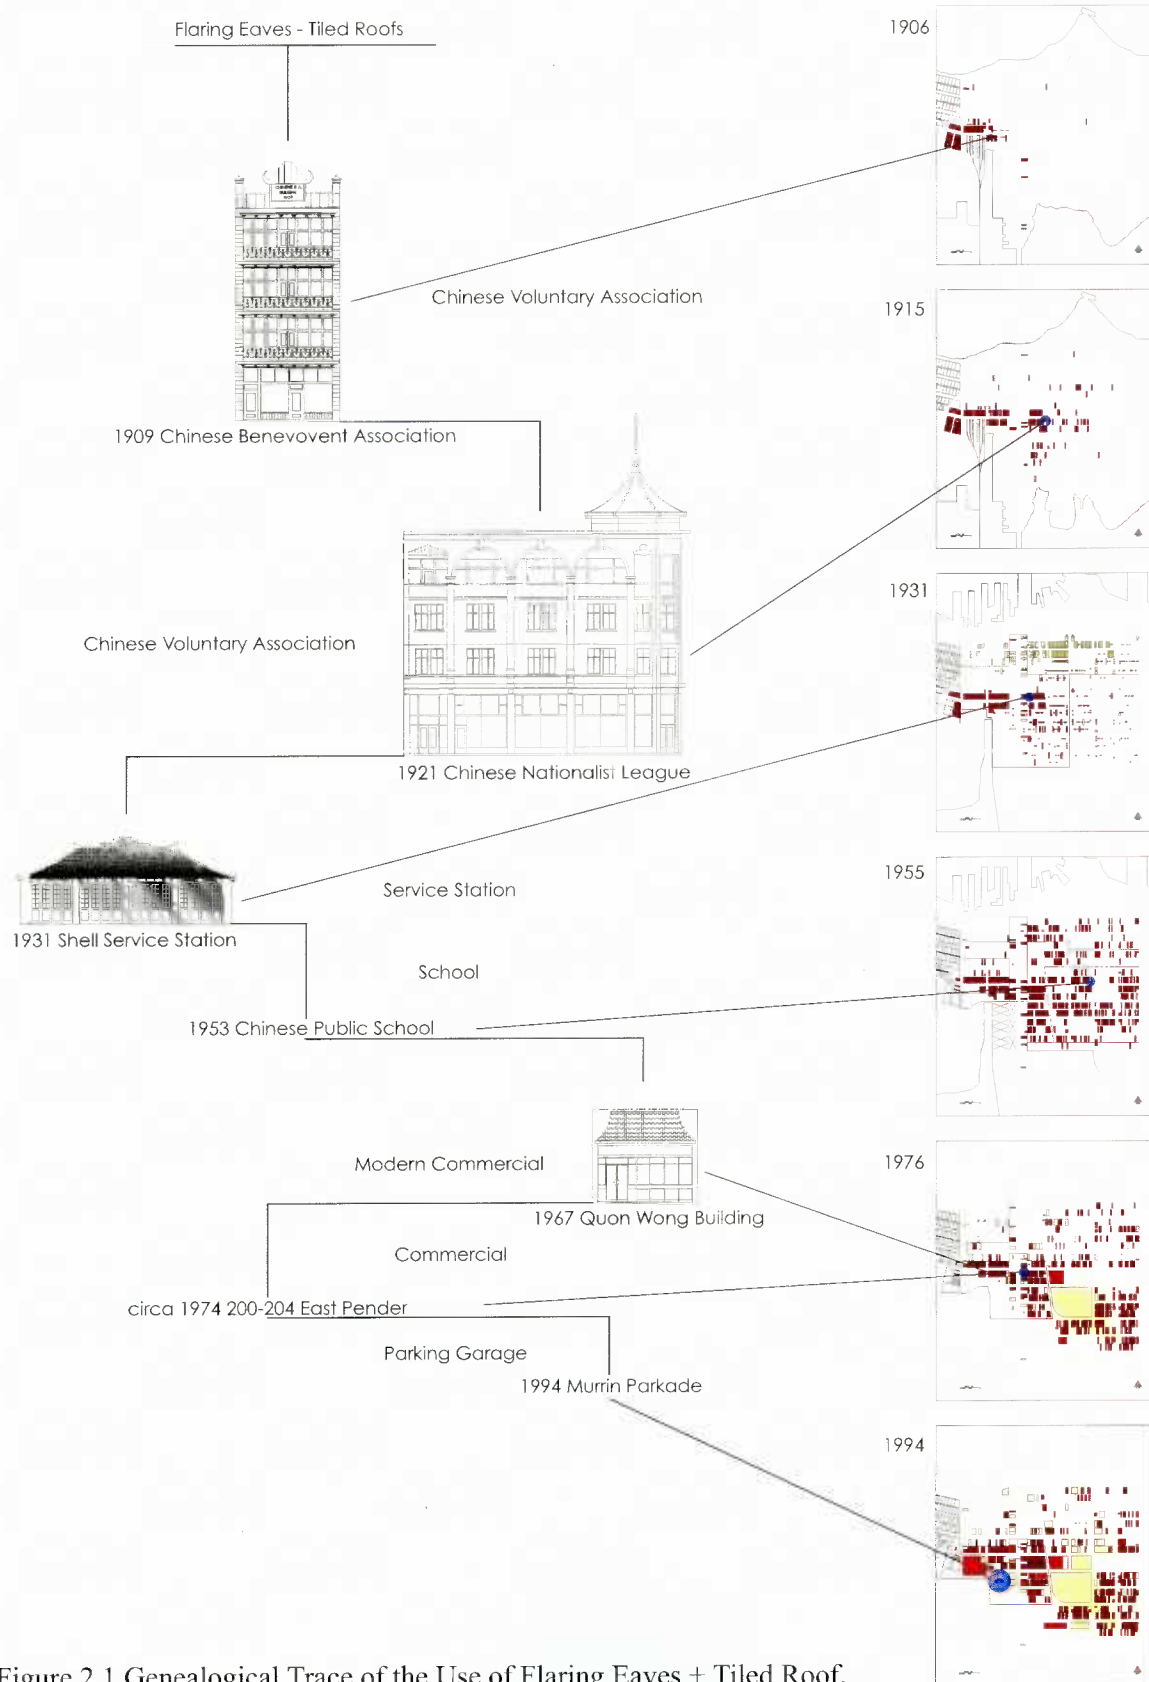 Flaring Eaves - Tiled Roofs
1906
Chinese Voluntary Association
1915
1909 Chinese Benevovent Association
1931
Chinese Voluntary Association
1921 Chinese Nationalist League
1955
Service Station
1931 Shell Service Station
School
1953 Chinese Public School
1976
Modern Commercial
1967 Quon Wong Building
Commercial
circa 1974 200-204 East Pender
Parking Garage
1994 Murrin Parkade
1994
Figure 2.1 Genealogical Trace of the Use of Flaring Eaves + Tiled Roof.